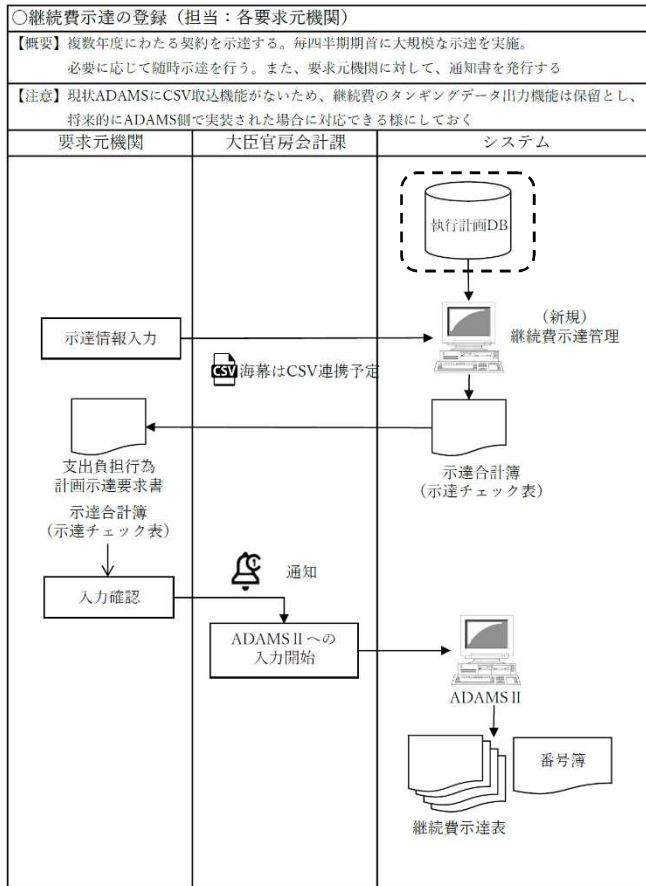 ○継続費示達の登録（担当：各要求元機関）
【概要】複数年度にわたる契約を示達する。毎四半期期首に大規模な示達を実施。
必要に応じて随時示達を行う。また、要求元機関に対して、通知書を発行する
【注意】現状ADAMSにCSV取込機能がないため、継続費のタンギングデータ出力機能は保留とし、
将来的にADAMS側で実装された場合に対応できる様にしておく
要求元機関
大臣官房会計課
システム
執行計画DB
示達情報入力
（新規）
継続費示達管理
CSV 海幕はCSV連携予定
支出負担行為
計画示達要求書
示達合計簿
（示達チェック表）
示達合計簿
（示達チェック表）
1
通知
入力確認
ADAMSⅡへの
入力開始
ADAMSⅡ
番号簿
継続費示達表